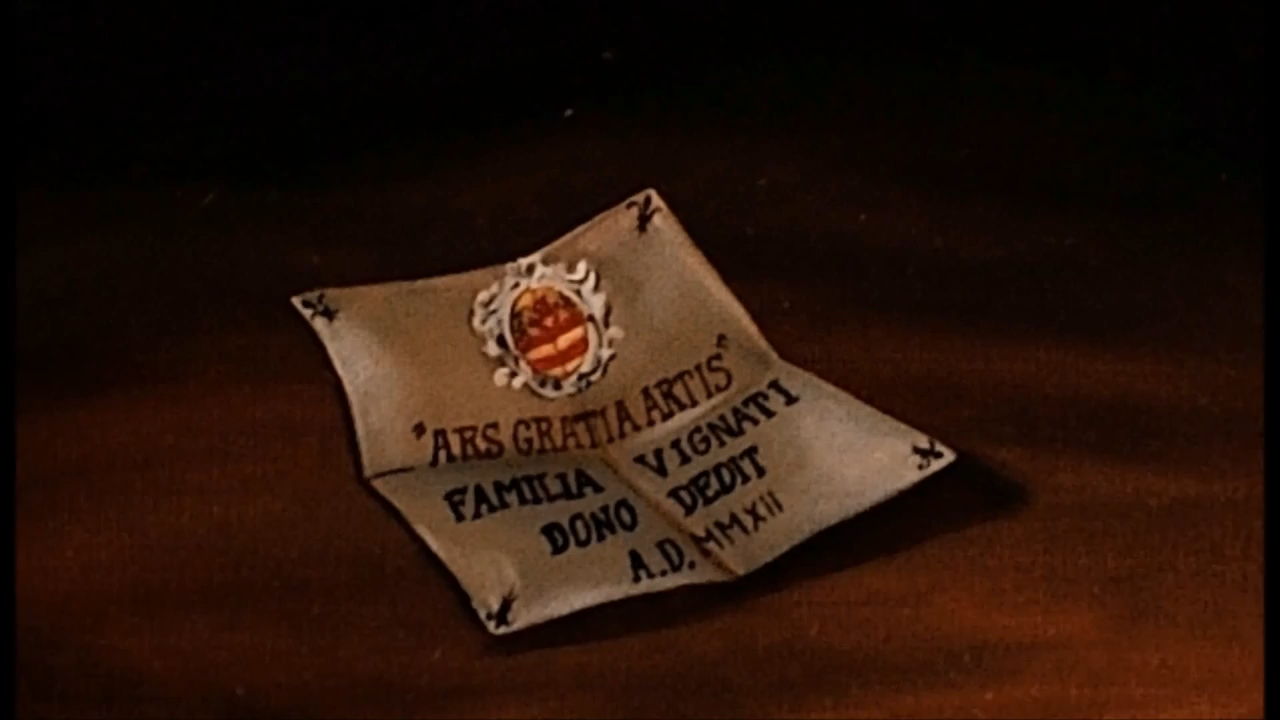 "ARS GRATIA ARTIS"
FAMILIA VIGNATI
DONO DEDIT
A.D. MMXII